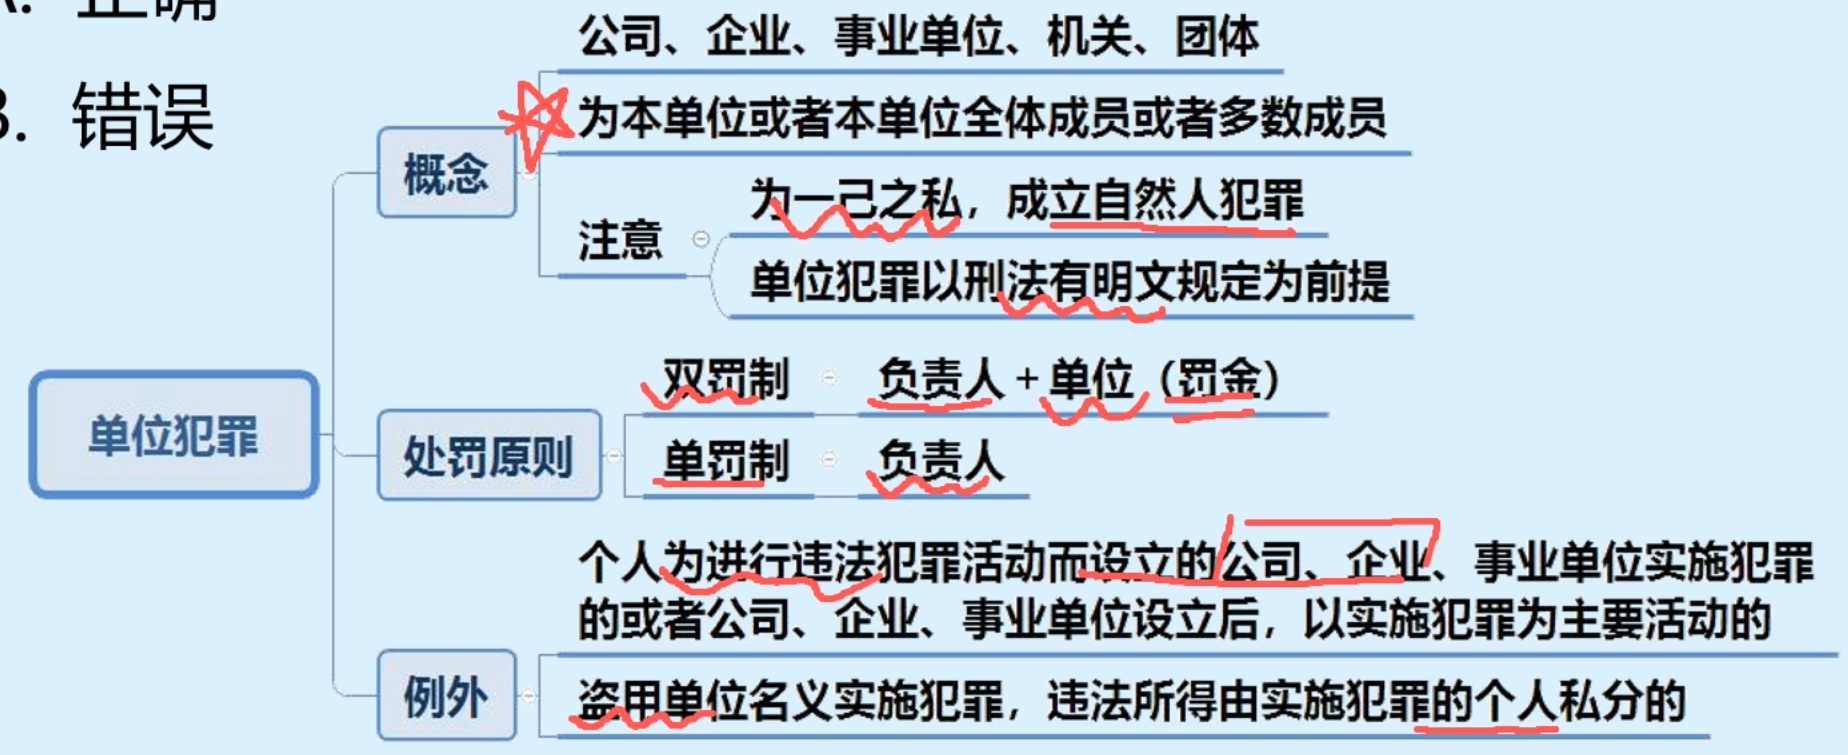 A. 正确
B. 错误
单位犯罪
概念
公司、企业、事业单位、机关、团体
为本单位或者本单位全体成员或者多数成员
注意
为一己之私，成立自然人犯罪
单位犯罪以刑法有明文规定为前提
处罚原则
双罚制 负责人+单位（罚金）
单罚制 负责人
例外
个人为进行违法犯罪活动而设立的公司、企业、事业单位实施犯罪
的或者公司、企业、事业单位设立后，以实施犯罪为主要活动的
盗用单位名义实施犯罪，违法所得由实施犯罪的个人私分的